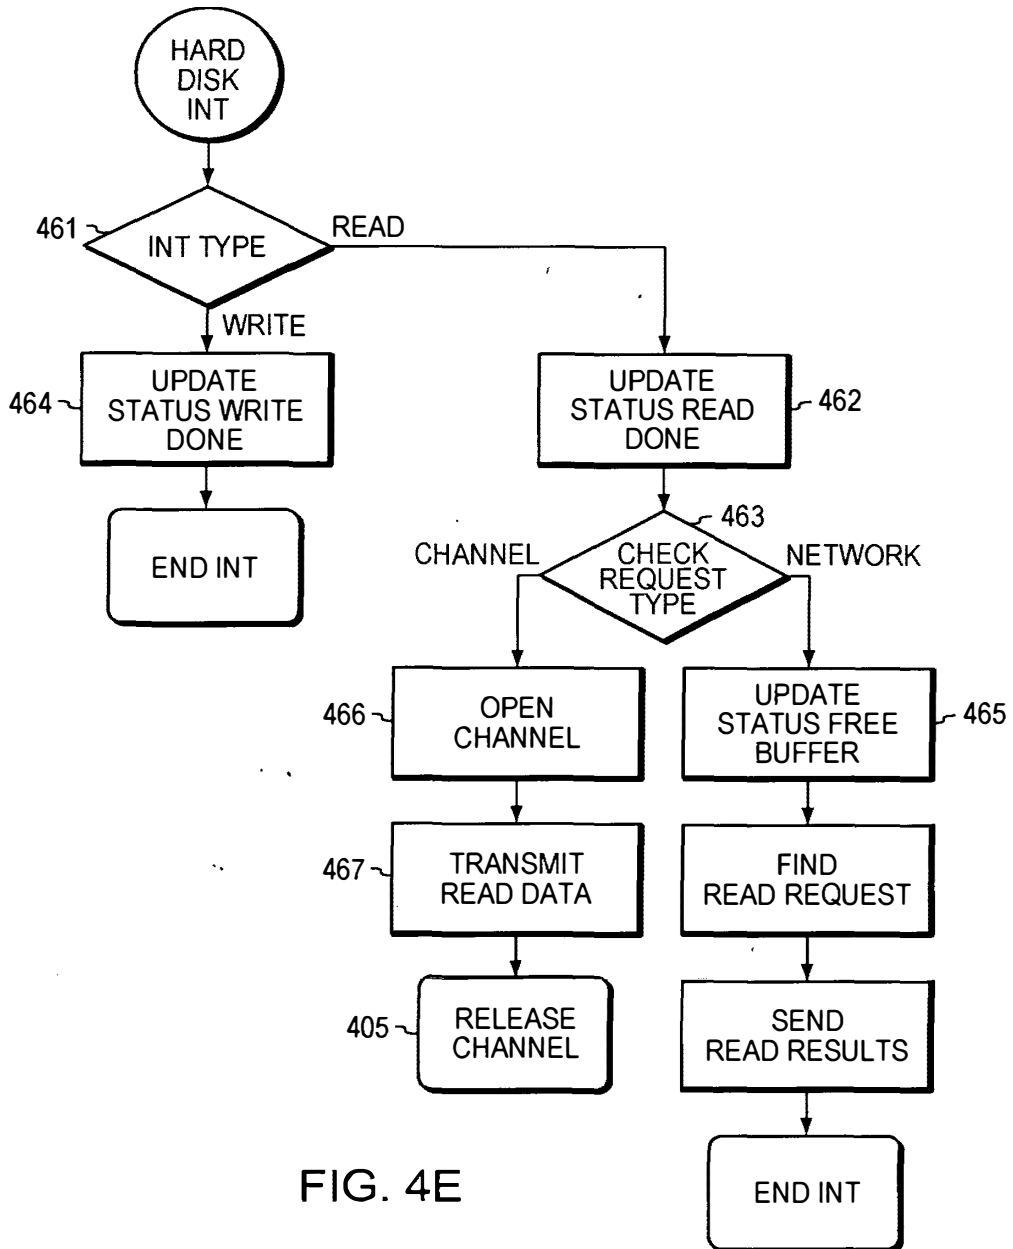 HARD
DISK
INT
461
INT TYPE
READ
WRITE
464
UPDATE
STATUS WRITE
DONE
UPDATE
STATUS READ
DONE
462
END INT
463
CHANNEL
CHECK
REQUEST
TYPE
NETWORK
466
OPEN
CHANNEL
UPDATE
STATUS FREE
BUFFER
465
467
TRANSMIT
READ DATA
FIND
READ REQUEST
405
RELEASE
CHANNEL
SEND
READ RESULTS
END INT
FIG. 4E